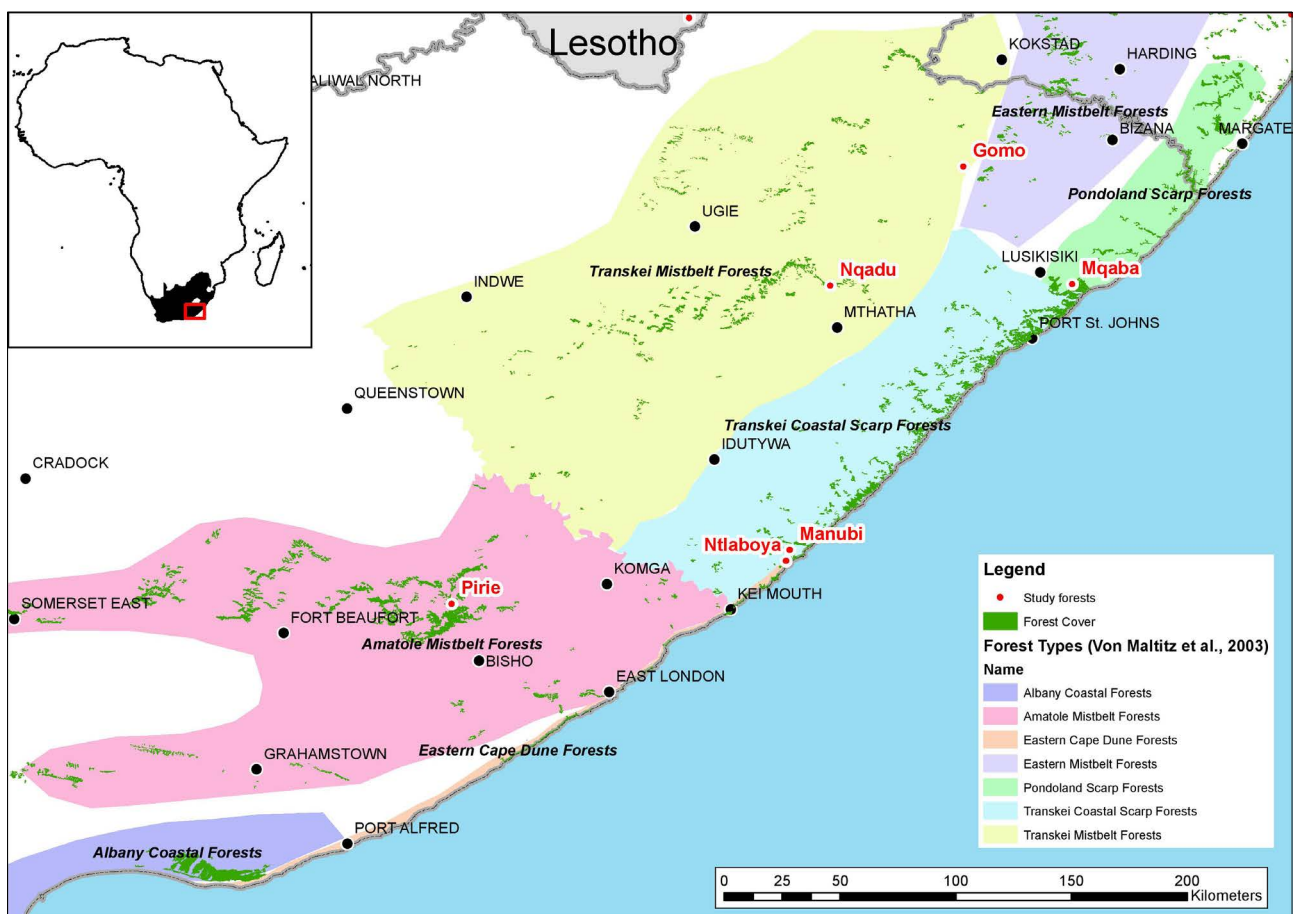 Lesotho
ALIWAL NORTH
KOKSTAD
HARDING
Eastern Mistbelt Forests
BIZANA
MARGATE
Gomo
Pondoland Scarp Forests
UGIE
LUSIKISIKI
Transkei Mistbelt Forests
Nqadu
Mqaba
INDWE
MTHATHA
PORT St. JOHNS
QUEENSTOWN
Transkei Coastal Scarp Forests
IDUTYWA
CRADOCK
Manubi
Ntlaboya
KOMGA
Pirie
KEI MOUTH
SOMERSET EAST
FORT BEAUFORT
Amatole Mistbelt Forests
BISHO
EAST LONDON
Eastern Cape Dune Forests
GRAHAMSTOWN
PORT ALFRED
Albany Coastal Forests
Legend
Study forests
Forest Cover
Forest Types (Von Maltitz et al., 2003)
Name
Albany Coastal Forests
Amatole Mistbelt Forests
Eastern Cape Dune Forests
Eastern Mistbelt Forests
Pondoland Scarp Forests
Transkei Coastal Scarp Forests
Transkei Mistbelt Forests
0 25 50 100 150 200
Kilometers